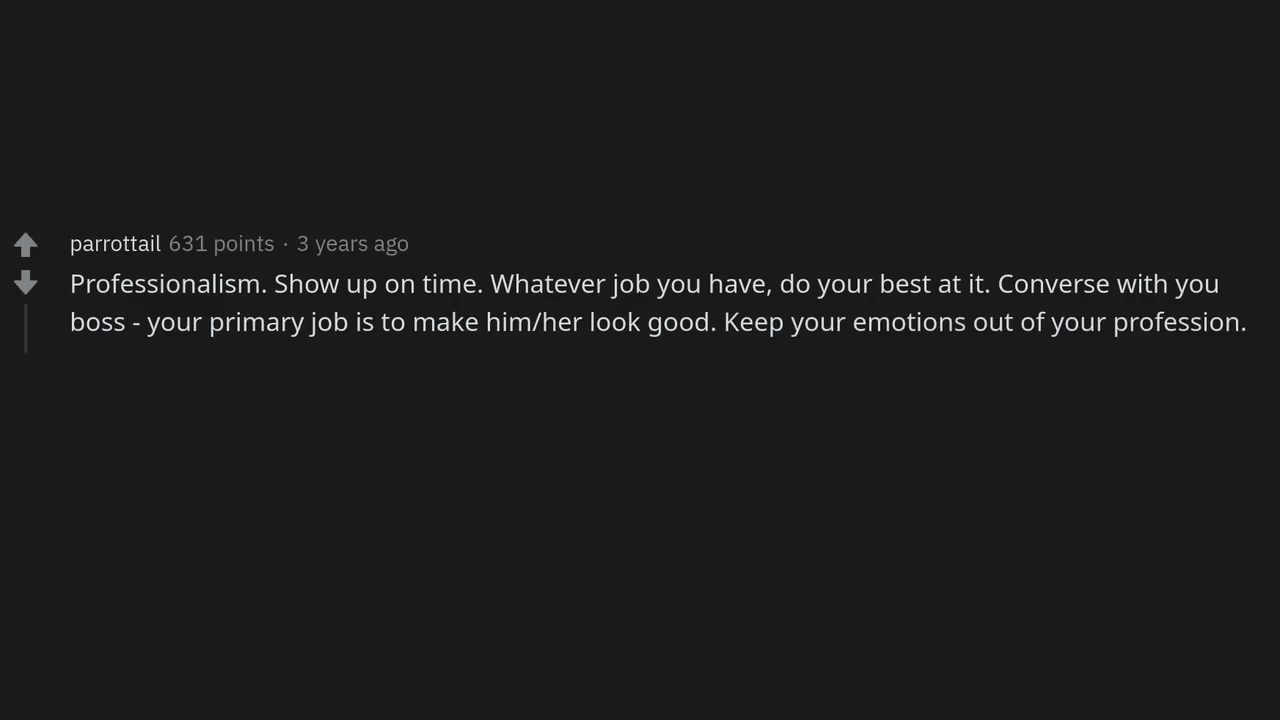 parrottail 631 points · 3 years ago
Professionalism. Show up on time. Whatever job you have, do your best at it. Converse with you
boss - your primary job is to make him/her look good. Keep your emotions out of your profession.